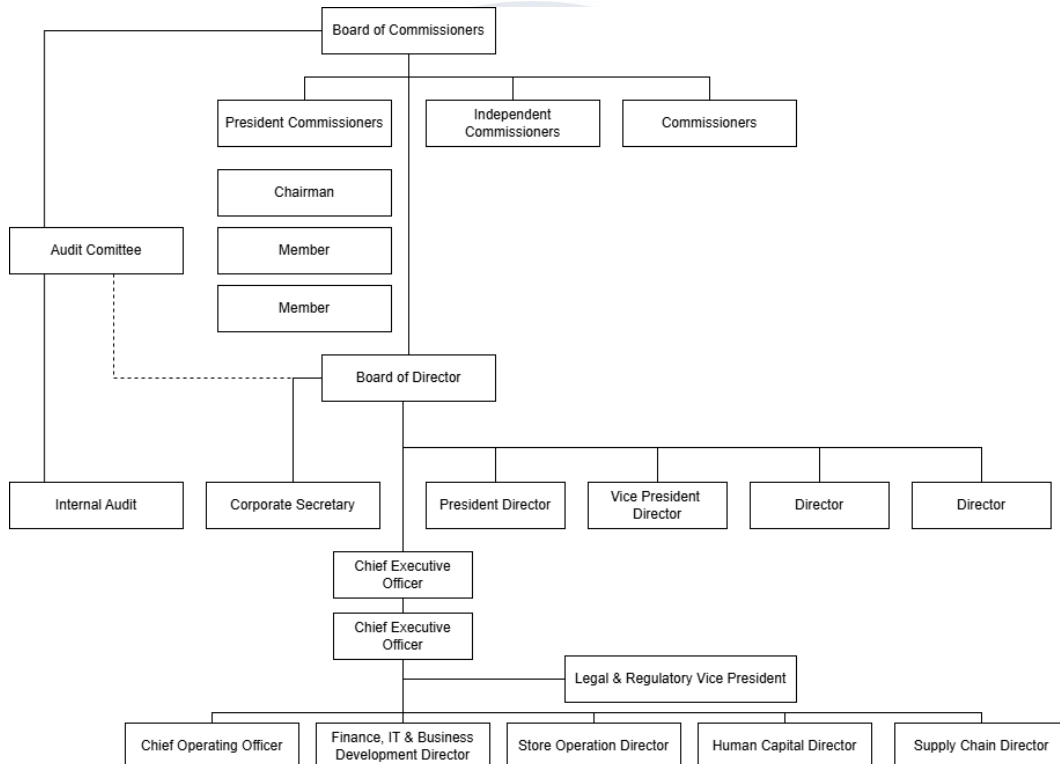 Board of Commissioners
President Commissioners
Independent
Commissioners
Commissioners
Chairman
Audit Comittee
Member
Member
Board of Director
Internal Audit
Corporate Secretary
President Director
Vice President
Director
Director
Director
Chief Executive
Officer
Chief Executive
Officer
Legal & Regulatory Vice President
Chief Operating Officer
Finance, IT & Business
Development Director
Store Operation Director
Human Capital Director
Supply Chain Director